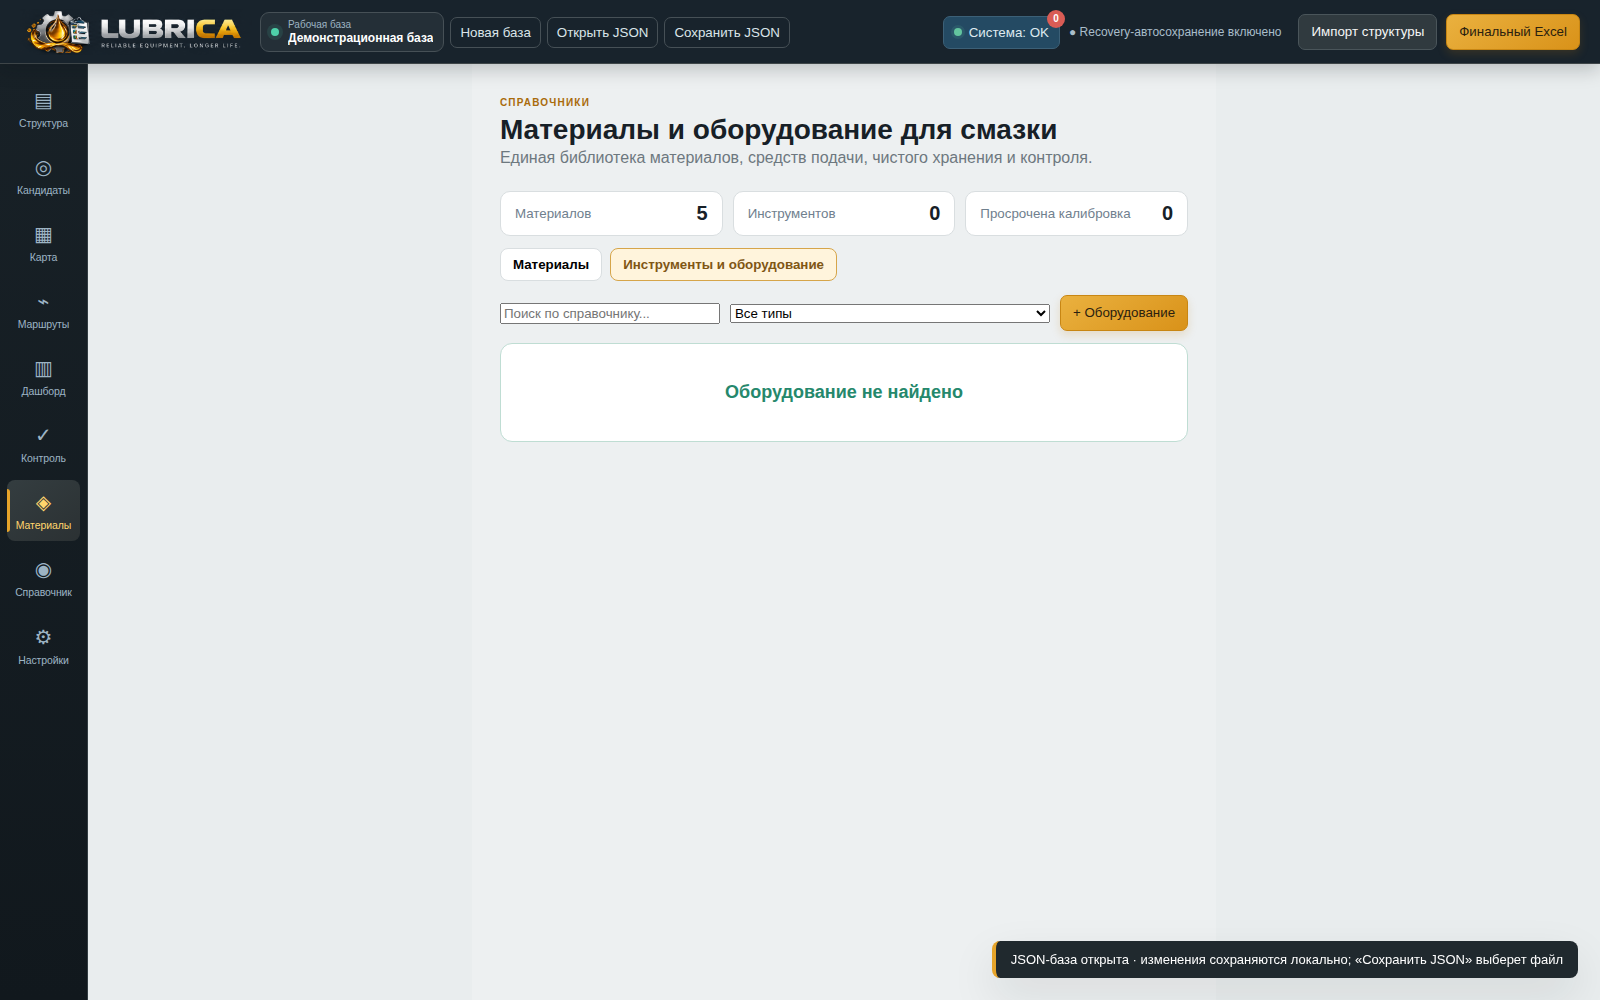 LUBRICA
RELIABLE EQUIPMENT. LONGER LIFE.
Рабочая база
Демонстрационная база
Новая база
Открыть JSON
Сохранить JSON
Система: OK
0
● Recovery-автосохранение включено
Импорт структуры
Финальный Excel
Структура
Кандидаты
Карта
Маршруты
Дашборд
Контроль
Материалы
Справочник
Настройки
СПРАВОЧНИКИ
Материалы и оборудование для смазки
Единая библиотека материалов, средств подачи, чистого хранения и контроля.
Материалов 5
Инструментов 0
Просрочена калибровка 0
Материалы
Инструменты и оборудование
Поиск по справочнику...
Все типы
+ Оборудование
Оборудование не найдено
JSON-база открыта · изменения сохраняются локально; «Сохранить JSON» выберет файл